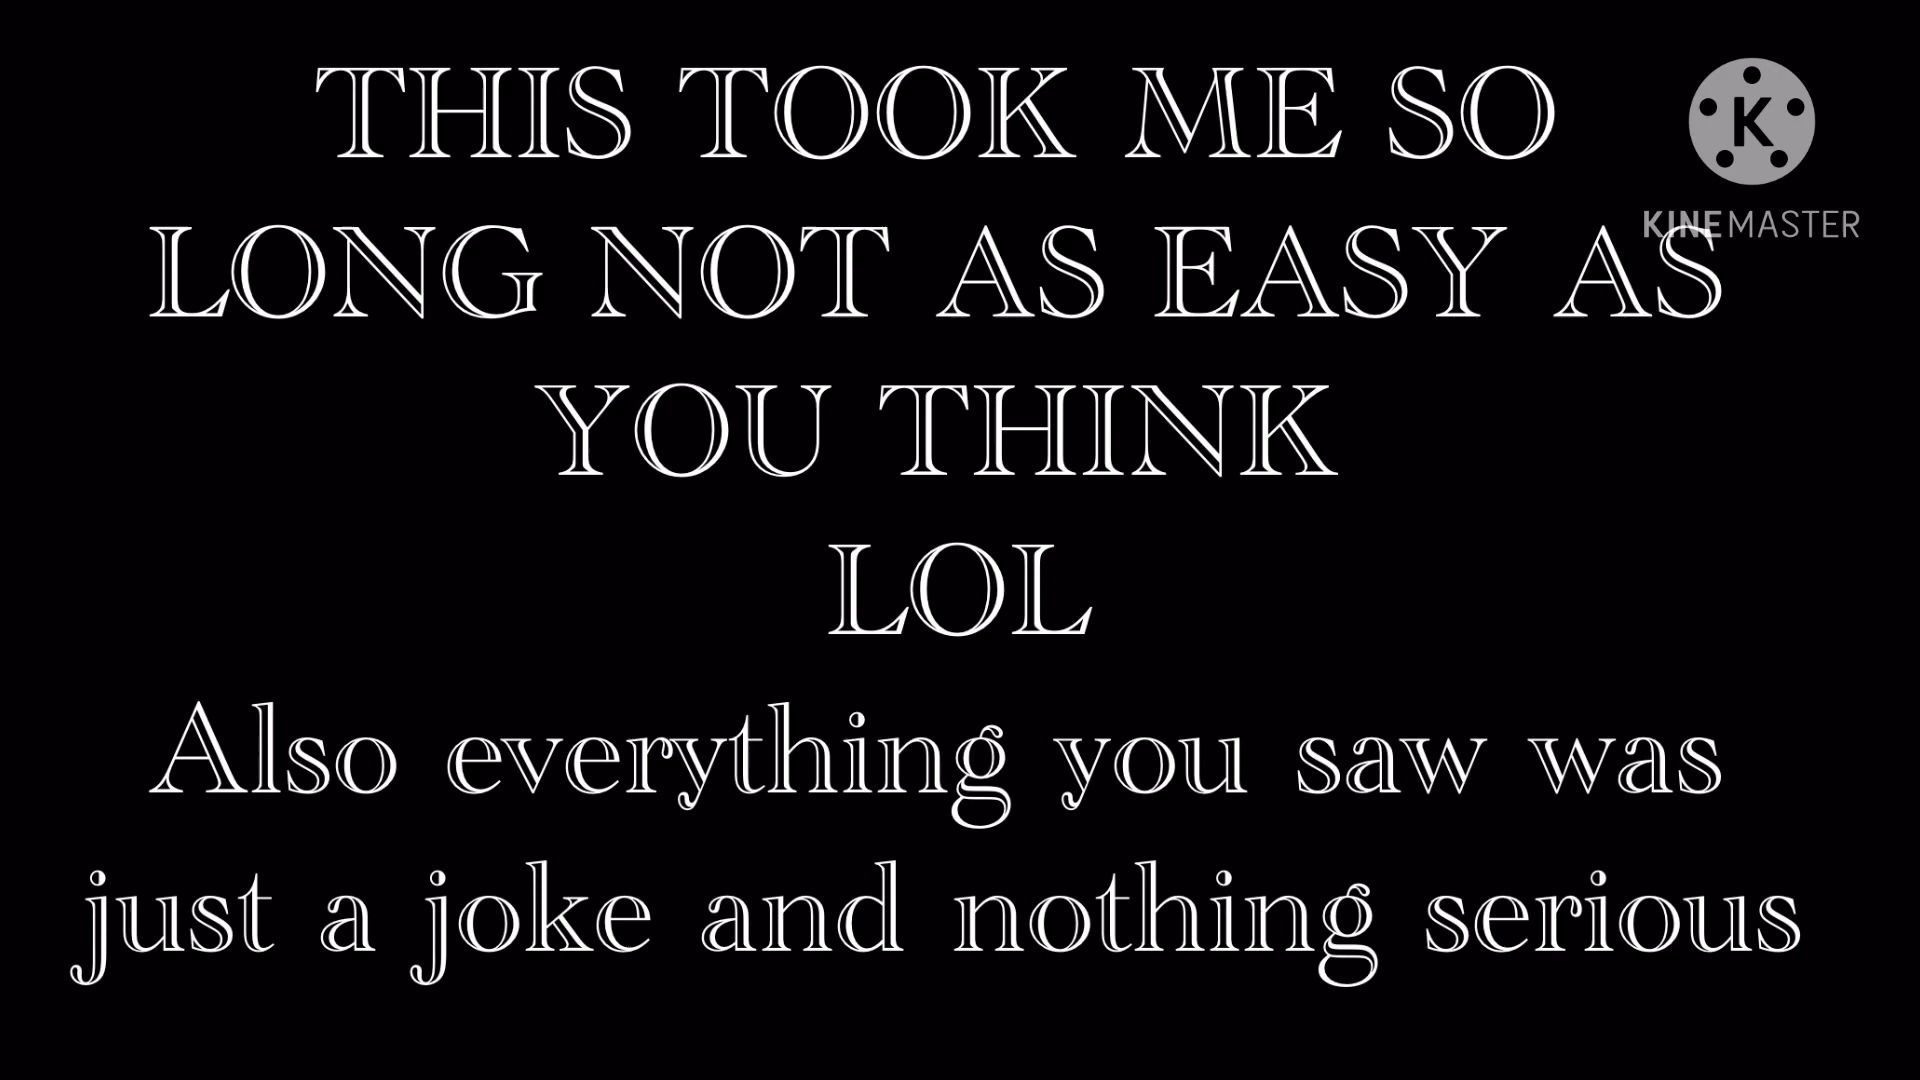 THIS TOOK ME SO
K
KINEMASTER
LONG NOT AS EASY AS
YOU THINK
LOL
Also everything you saw was
just a joke and nothing serious